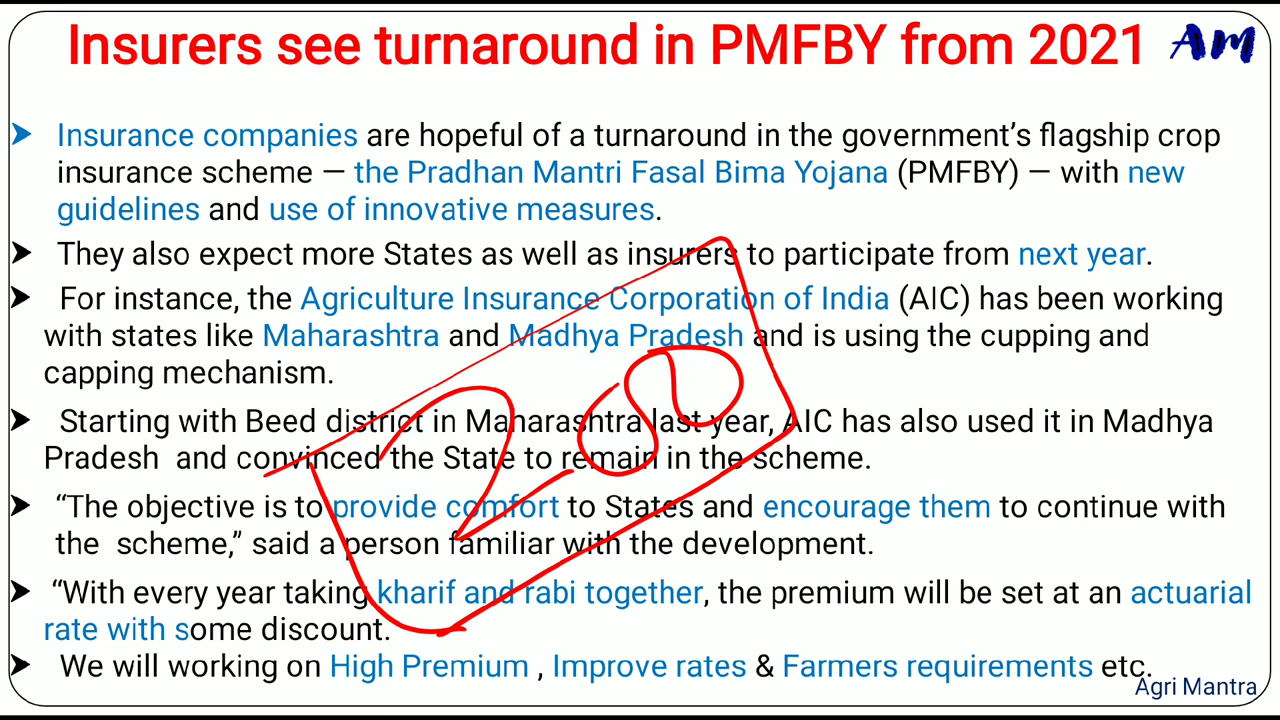 Insurers see turnaround in PMFBY from 2021
Am
Insurance companies are hopeful of a turnaround in the government's flagship crop
insurance scheme — the Pradhan Mantri Fasal Bima Yojana (PMFBY) — with new
guidelines and use of innovative measures.
They also expect more States as well as insurers to participate from next year.
For instance, the Agriculture Insurance Corporation of India (AIC) has been working
with states like Maharashtra and Madhya Pradesh and is using the cupping and
capping mechanism.
Starting with Beed district in Maharashtra last year, AIC has also used it in Madhya
Pradesh and convinced the State to remain in the scheme.
“The objective is to provide comfort to States and encourage them to continue with
the scheme,” said a person familiar with the development.
“With every year taking kharif and rabi together, the premium will be set at an actuarial
rate with some discount.
We will working on High Premium , Improve rates & Farmers requirements etc.
Agri Mantra